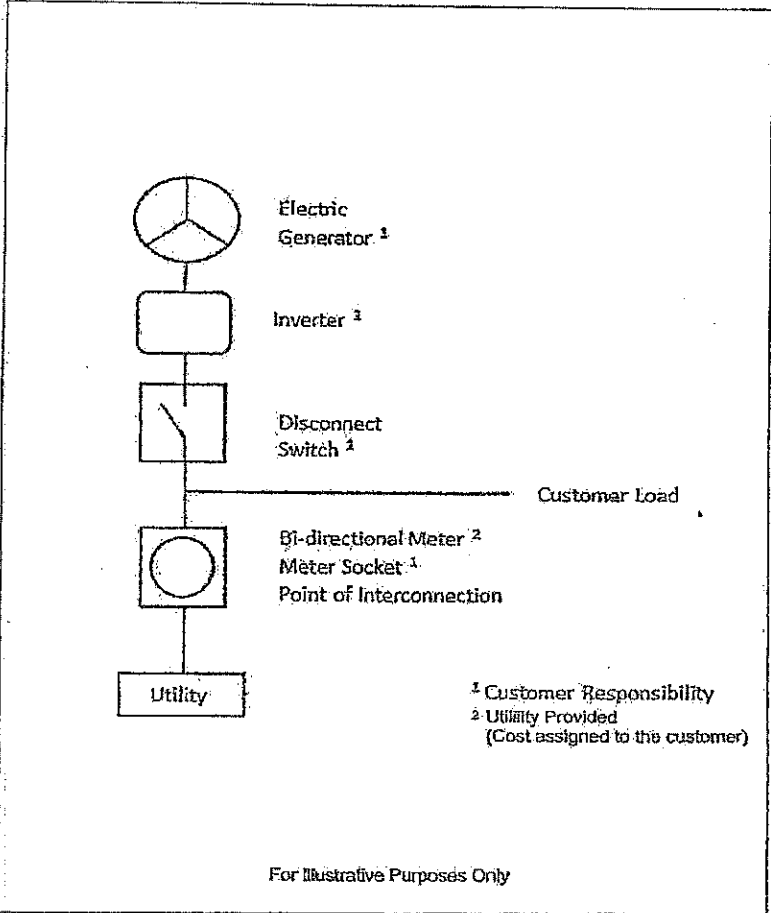 Electric
Generator ¹
Inverter ¹
Disconnect
Switch ¹
Customer Load
Bi-directional Meter ²
Meter Socket ¹
Point of Interconnection
Utility
¹ Customer Responsibility
² Utility Provided
(Cost assigned to the customer)
For Illustrative Purposes Only